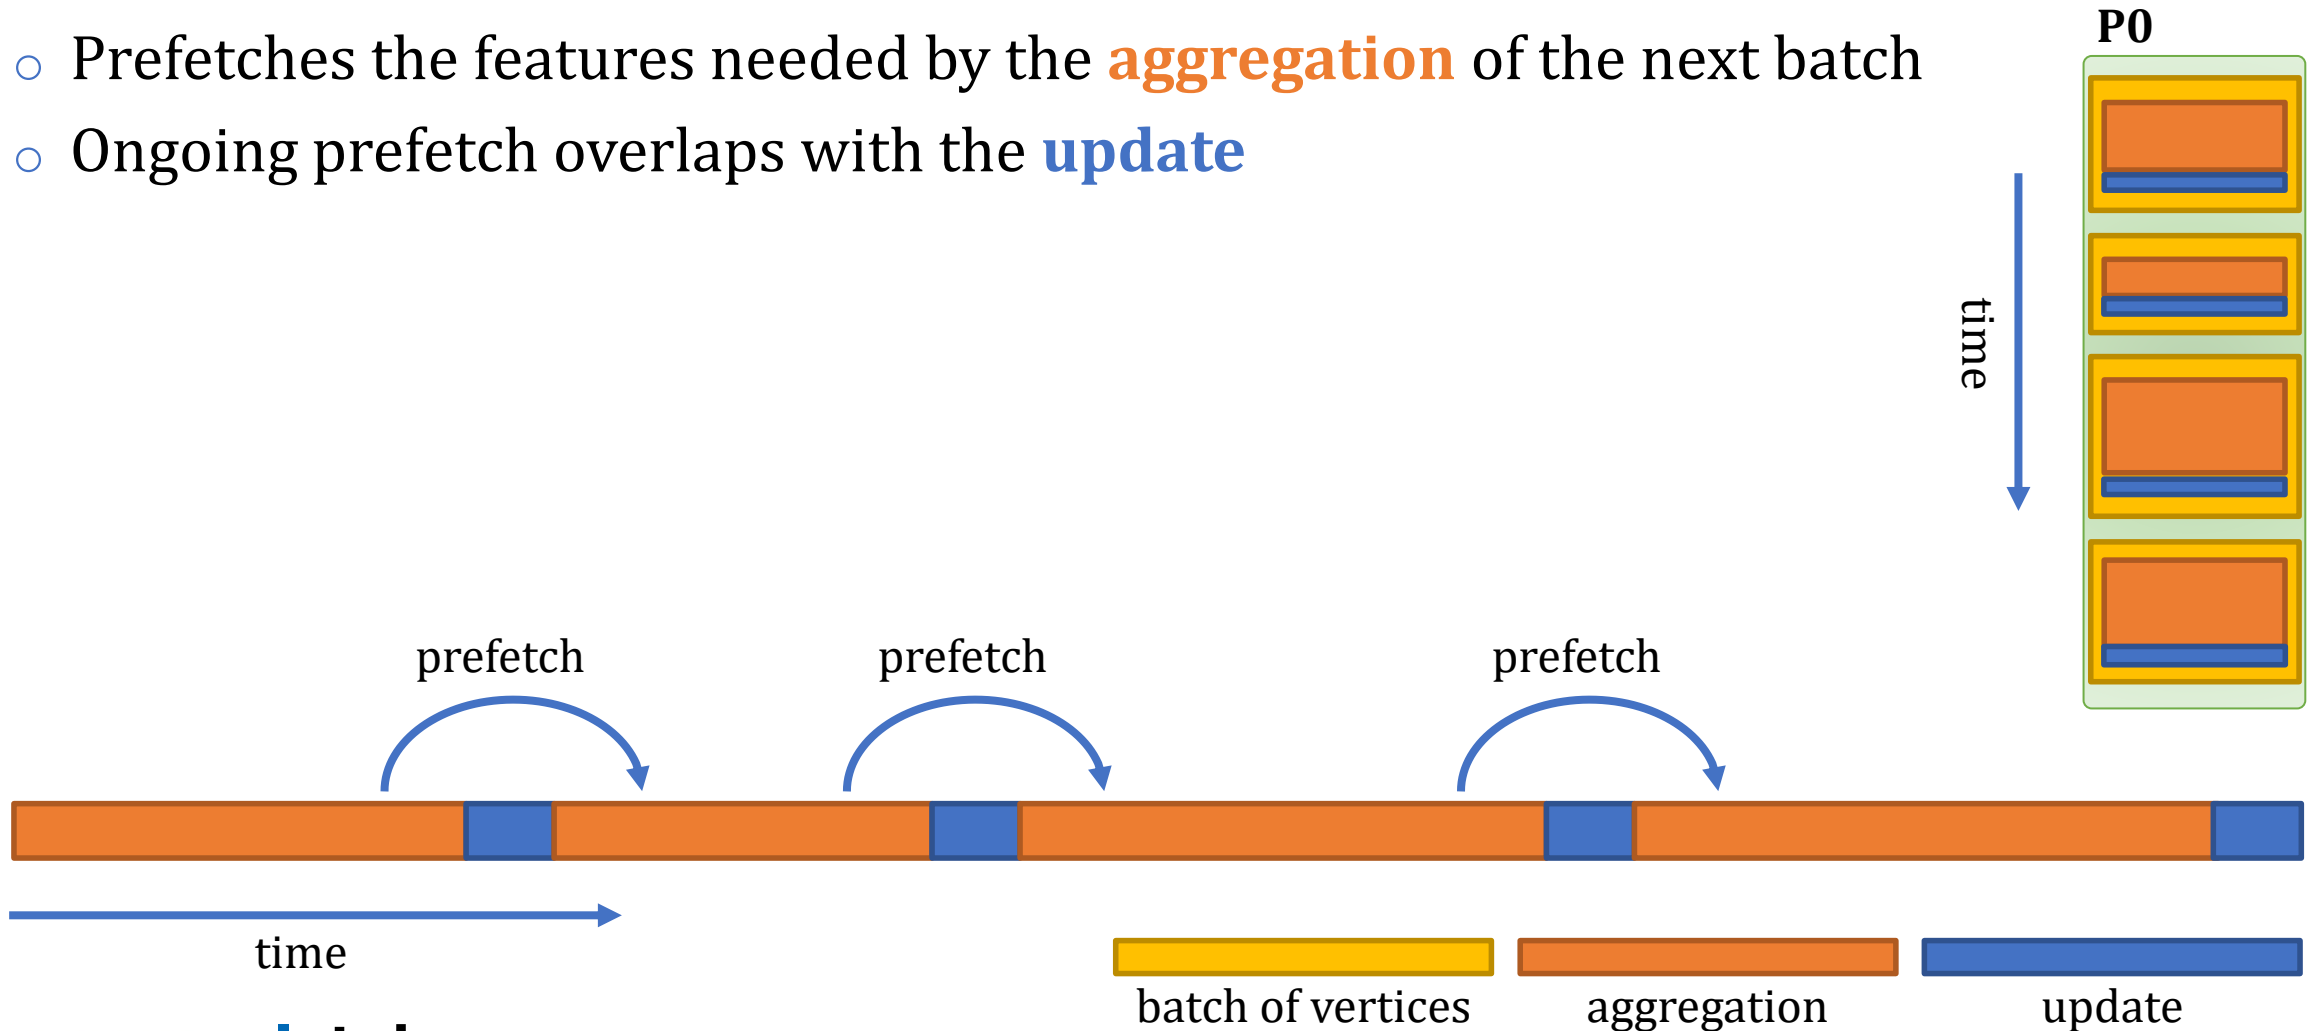 Prefetches the features needed by the aggregation of the next batch
Ongoing prefetch overlaps with the update
P0
time
prefetch prefetch prefetch
time
batch of vertices aggregation update